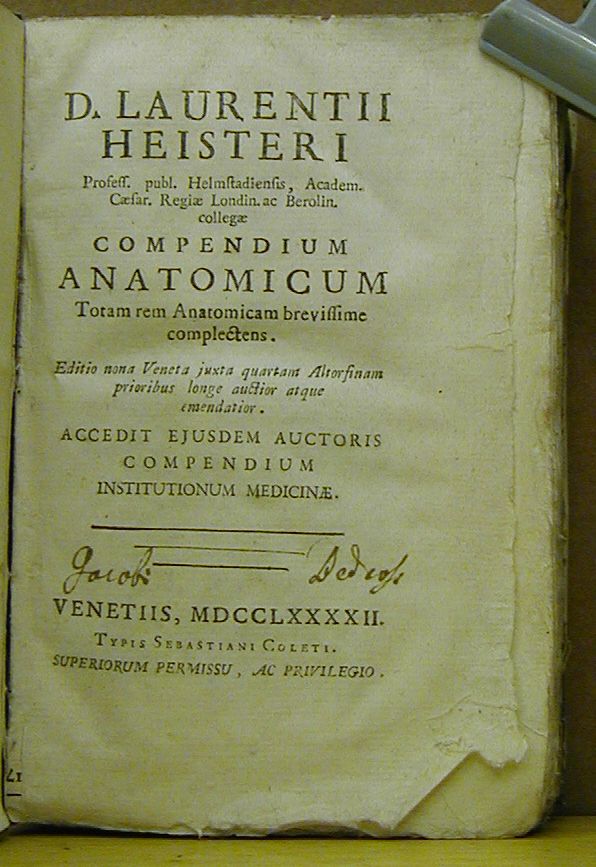 D. LAURENTII
HEISTERI
Profeſſ. publ. Helmſtadienſis, Academ.
Cæſar. Regiæ Londin. ac Berolin.
collegæ
COMPENDIUM
ANATOMICUM
Totam rem Anatomicam breviſſime
complectens.
Editio nona Veneta juxta quartam Altorfinam
prioribus longe auctior atque
emendatior.
ACCEDIT EJUSDEM AUCTORIS
COMPENDIUM
INSTITUTIONUM MEDICINÆ.
Jacobi
VENETIIS, MDCCLXXXXII.
TYPIS SEBASTIANI COLETI.
SUPERIORUM PERMISSU, AC PRIVILEGIO.